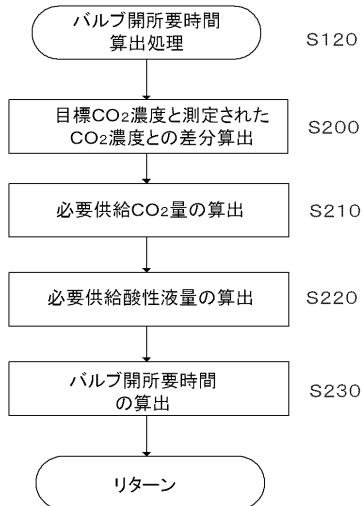 バルブ開所要時間
算出処理
S120
目標CO₂濃度と測定された
CO₂濃度との差分算出
S200
必要供給CO₂量の算出
S210
必要供給酸性液量の算出
S220
バルブ開所要時間
の算出
S230
リターン